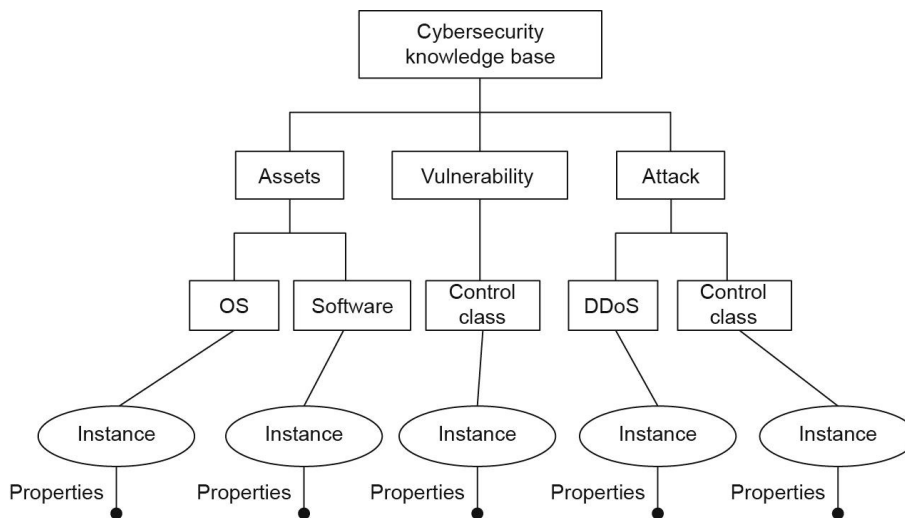 Cybersecurity
knowledge base
Assets
Vulnerability
Attack
OS
Software
Control
class
DDoS
Control
class
Instance
Instance
Instance
Instance
Instance
Properties
Properties
Properties
Properties
Properties